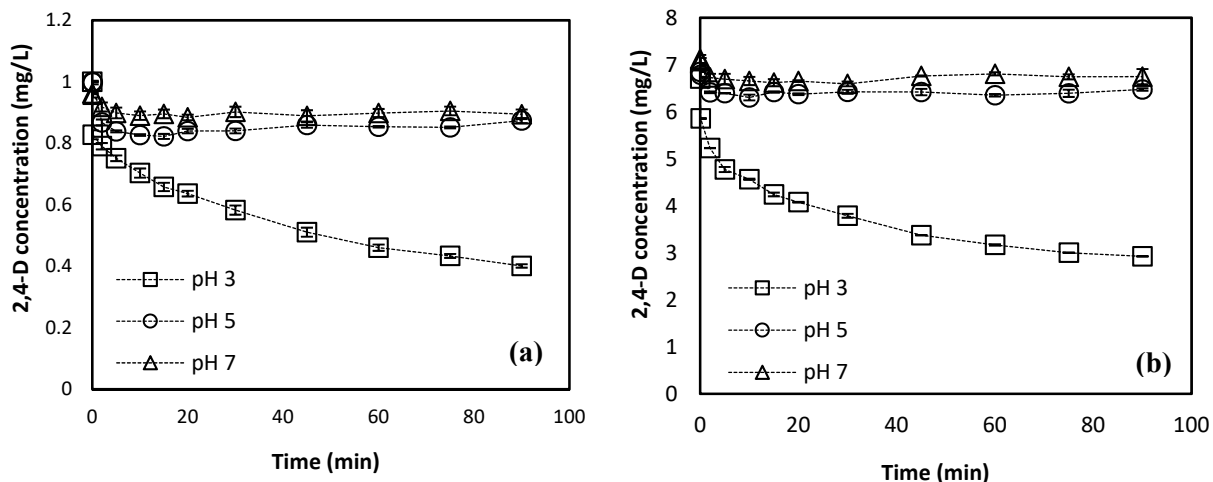 2,4-D concentration (mg/L)
1.2
1
0.8
0.6
0.4
0.2
0
pH 3
pH 5
pH 7
(a)
0 20 40 60 80 100
Time (min)
2,4-D concentration (mg/L)
8
7
6
5
4
3
2
1
0
pH 3
pH 5
pH 7
(b)
0 20 40 60 80 100
Time (min)